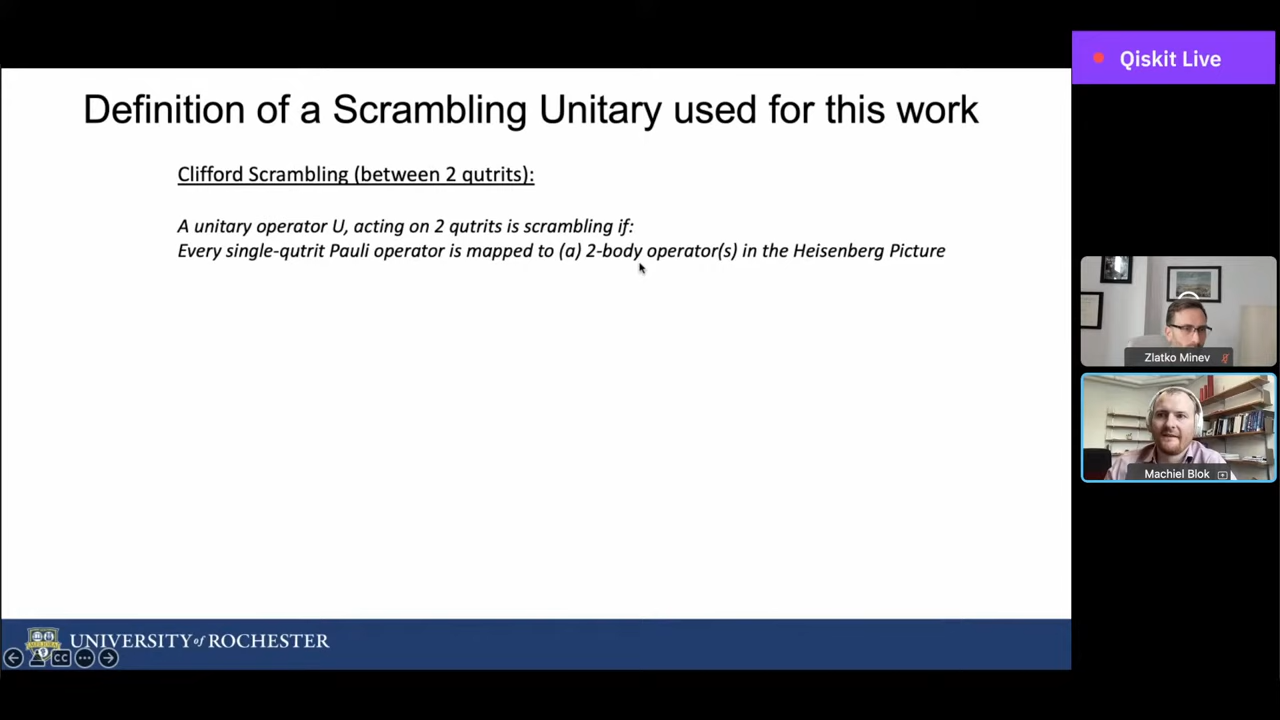 Definition of a Scrambling Unitary used for this work
Clifford Scrambling (between 2 qutrits):
A unitary operator U, acting on 2 qutrits is scrambling if:
Every single-qutrit Pauli operator is mapped to (a) 2-body operator(s) in the Heisenberg Picture
UNIVERSITY of ROCHESTER
CC
Qiskit Live
Zlatko Minev
Machiel Blok